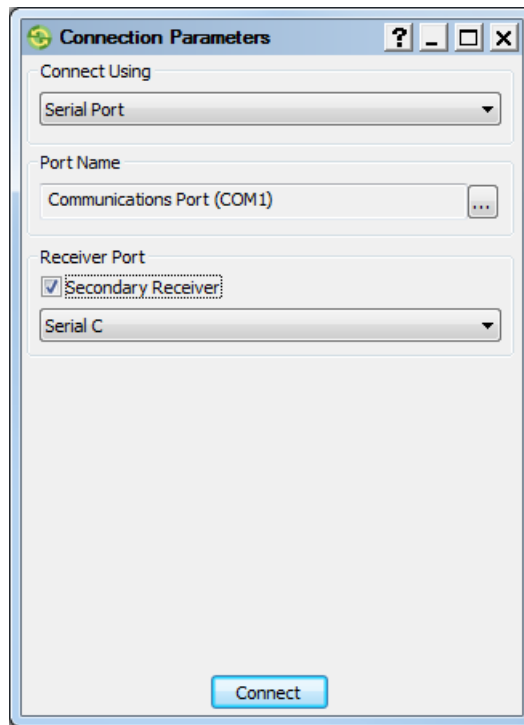 Connection Parameters
Connect Using
Serial Port
Port Name
Communications Port (COM1)
...
Receiver Port
Secondary Receiver
Serial C
Connect